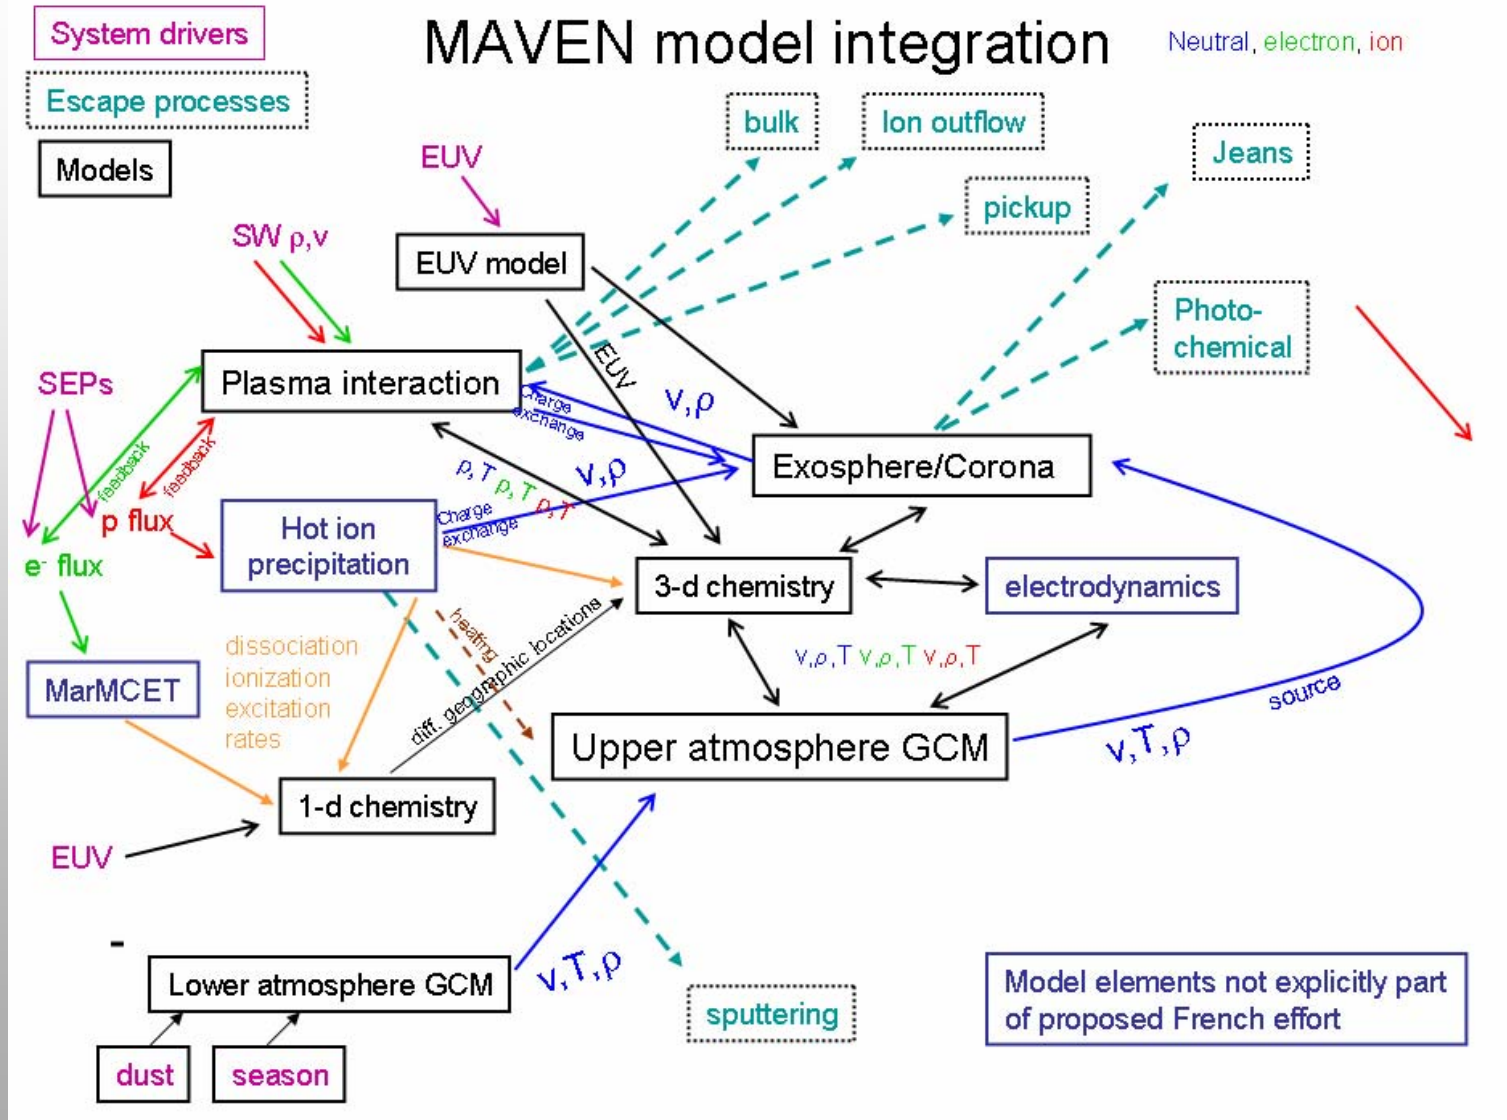 System drivers
MAVEN model integration
Neutral, electron, ion
Escape processes
Models
bulk
Ion outflow
Jeans
EUV
pickup
SW ρ,v
EUV model
Photo-
chemical
EUV
SEPs
Plasma interaction
v,ρ
Charge
exchange
feedback
feedback
Exosphere/Corona
ρ,T ρ,T ρ,T
v,ρ
p flux
Hot ion
precipitation
Charge
exchange
e- flux
3-d chemistry
electrodynamics
heating
diff. geographic locations
dissociation
ionization
excitation
rates
v,ρ,T v,ρ,T v,ρ,T
MarMCET
source
Upper atmosphere GCM
v,T,ρ
1-d chemistry
EUV
-
Lower atmosphere GCM
v,T,ρ
Model elements not explicitly part
of proposed French effort
sputtering
dust
season